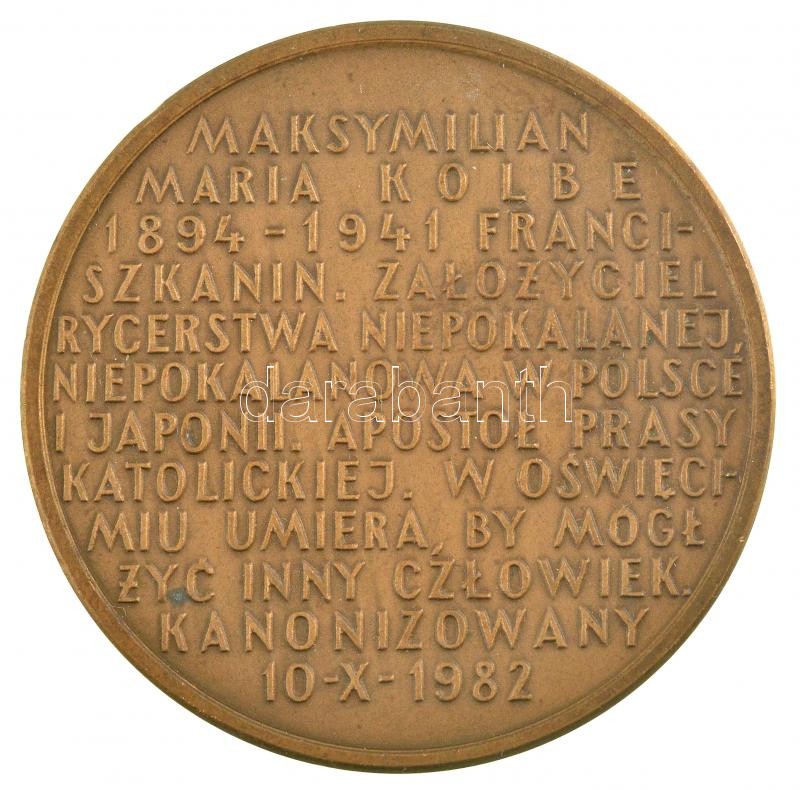 MAKSYMILIAN
MARIA KOLBE
1894-1941 FRANCI-
SZKANIN. ZAŁOŻYCIEL
RYCERSTWA NIEPOKALANEJ,
NIEPOKALANOWA W POLSCE
I JAPONII. APOSTOŁ PRASY
KATOLICKIEJ. W OŚWIĘCI-
MIU UMIERA, BY MÓGŁ
ŻYĆ INNY CZŁOWIEK.
KANONIZOWANY
10-X-1982
darabanth